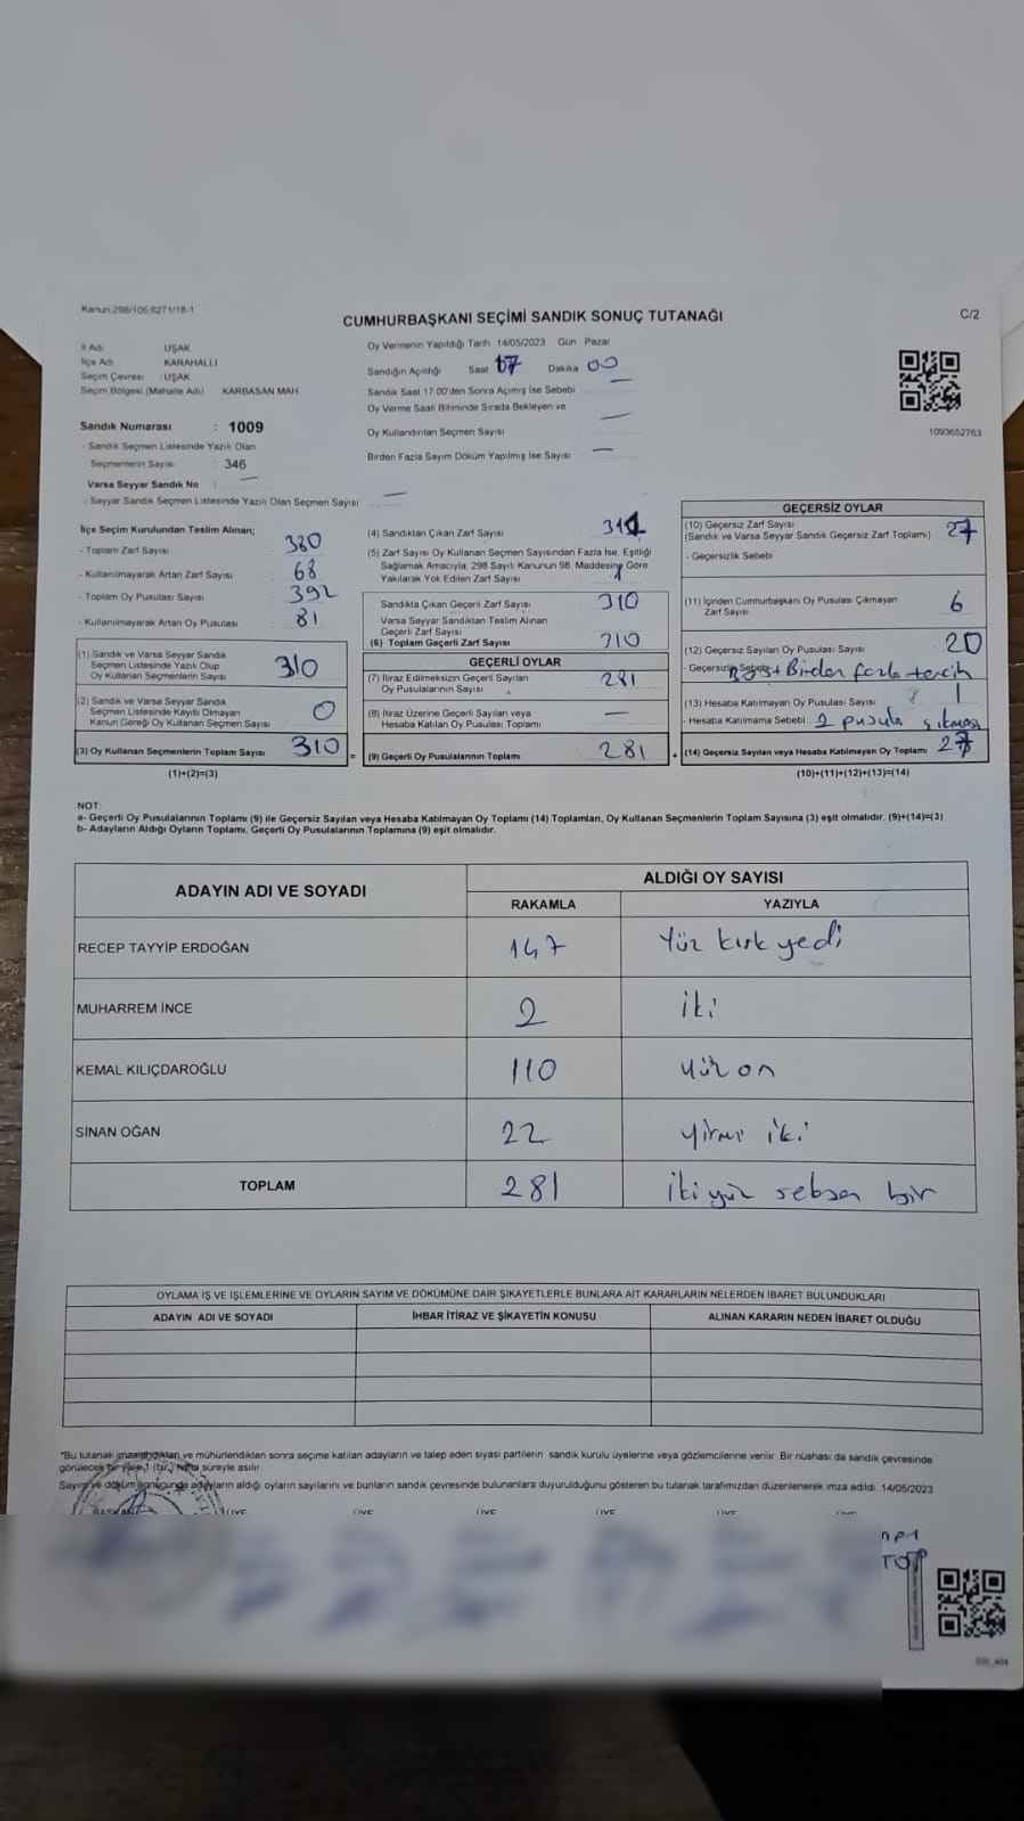 Kanun:298/106,6271/18-1
CUMHURBAŞKANI SEÇİMİ SANDIK SONUÇ TUTANAĞI
C/2
İl Adı : UŞAK
İlçe Adı : KARAHALLI
Seçim Çevresi : UŞAK
Seçim Bölgesi (Mahalle Adı) KARBASAN MAH
Sandık Numarası : 1009
- Sandık Seçmen Listesinde Yazılı Olan
Seçmenlerin Sayısı : 346
Varsa Seyyar Sandık No : —
- Seyyar Sandık Seçmen Listesinde Yazılı Olan Seçmen Sayısı —
Oy Vermenin Yapıldığı Tarih 14/05/2023 Gün Pazar
Sandığın Açıldığı Saat 17 Dakika 00
Sandık Saat 17.00'den Sonra Açılmış İse Sebebi —
Oy Verme Saati Bitiminde Sırada Bekleyen ve
Oy Kullandırılan Seçmen Sayısı —
Birden Fazla Sayım Döküm Yapılmış İse Sayısı —
1090652763
İlçe Seçim Kurulundan Teslim Alınan;
- Toplam Zarf Sayısı 380
- Kullanılmayarak Artan Zarf Sayısı 68
- Toplam Oy Pusulası Sayısı 392
- Kullanılmayarak Artan Oy Pusulası 81
(1) Sandık ve Varsa Seyyar Sandık
Seçmen Listesinde Yazılı Olup
Oy Kullanan Seçmenlerin Sayısı 310
(2) Sandık ve Varsa Seyyar Sandık
Seçmen Listesinde Kayıtlı Olmayan
Kanun Gereği Oy Kullanan Seçmen Sayısı 0
(3) Oy Kullanan Seçmenlerin Toplam Sayısı 310 =
(1)+(2)=(3)
(4) Sandıktan Çıkan Zarf Sayısı 311
(5) Zarf Sayısı Oy Kullanan Seçmen Sayısından Fazla İse, Eşitliği
Sağlamak Amacıyla, 298 Sayılı Kanunun 98. Maddesine Göre
Yakılarak Yok Edilen Zarf Sayısı 1
Sandıkta Çıkan Geçerli Zarf Sayısı 310
Varsa Seyyar Sandıktan Teslim Alınan
Geçerli Zarf Sayısı
(6) Toplam Geçerli Zarf Sayısı 310
GEÇERLİ OYLAR
(7) İtiraz Edilmeksizin Geçerli Sayılan
Oy Pusulalarının Sayısı 281
(8) İtiraz Üzerine Geçerli Sayılan veya
Hesaba Katılan Oy Pusulası Toplamı —
(9) Geçerli Oy Pusulalarının Toplamı 281 +
GEÇERSİZ OYLAR
(10) Geçersiz Zarf Sayısı
(Sandık ve Varsa Seyyar Sandık Geçersiz Zarf Toplamı) 27
- Geçersizlik Sebebi
(11) İçinden Cumhurbaşkanı Oy Pusulası Çıkmayan
Zarf Sayısı 6
(12) Geçersiz Sayılan Oy Pusulası Sayısı 20
- Geçersizlik Sebebi Boş + Birden fazla tercih
(13) Hesaba Katılmayan Oy Pusulası Sayısı 1
- Hesaba Katılmama Sebebi: 2 pusula çıkması
(14) Geçersiz Sayılan veya Hesaba Katılmayan Oy Toplamı 27
(10)+(11)+(12)+(13)=(14)
NOT:
a- Geçerli Oy Pusulalarının Toplamı (9) ile Geçersiz Sayılan veya Hesaba Katılmayan Oy Toplamı (14) Toplamları, Oy Kullanan Seçmenlerin Toplam Sayısına (3) eşit olmalıdır. (9)+(14)=(3)
b- Adayların Aldığı Oyların Toplamı, Geçerli Oy Pusulalarının Toplamına (9) eşit olmalıdır.
ADAYIN ADI VE SOYADI
ALDIĞI OY SAYISI
RAKAMLA YAZIYLA
RECEP TAYYİP ERDOĞAN 147 Yüz kırk yedi
MUHARREM İNCE 2 iki
KEMAL KILIÇDAROĞLU 110 yüz on
SİNAN OĞAN 22 yirmi iki
TOPLAM 281 iki yüz seksen bir
OYLAMA İŞ VE İŞLEMLERİNE VE OYLARIN SAYIM VE DÖKÜMÜNE DAİR ŞİKAYETLERLE BUNLARA AİT KARARLARIN NELERDEN İBARET BULUNDUKLARI
ADAYIN ADI VE SOYADI İHBAR İTİRAZ VE ŞİKAYETİN KONUSU ALINAN KARARIN NEDEN İBARET OLDUĞU
"Bu tutanak imzalandıktan ve mühürlendikten sonra seçime katılan adayların ve talep eden siyasi partilerin sandık kurulu üyelerine veya gözlemcilerine verilir. Bir nüshası da sandık çevresinde
görülecek bir yere 1 (bir) hafta süreyle asılır.
Sayım ve döküm sonucunda adayların aldığı oyların sayılarını ve bunların sandık çevresinde bulunanlara duyurulduğunu gösteren bu tutanak tarafımızdan düzenlenerek imza edildi. 14/05/2023
BAŞKAN ÜYE ÜYE ÜYE ÜYE ÜYE